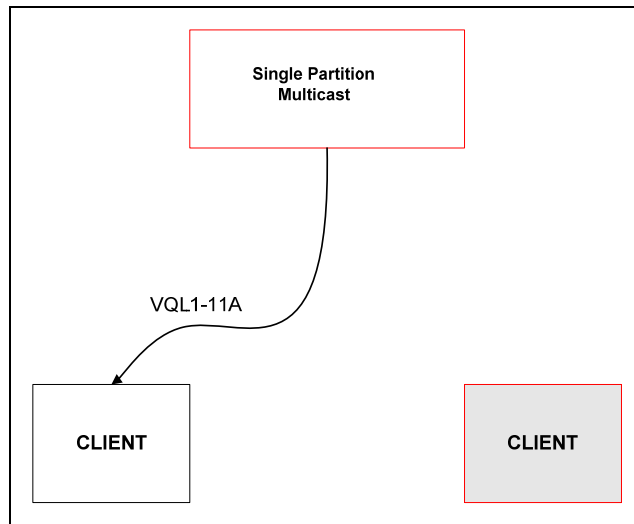 Single Partition
Multicast
VQL1-11A
CLIENT
CLIENT